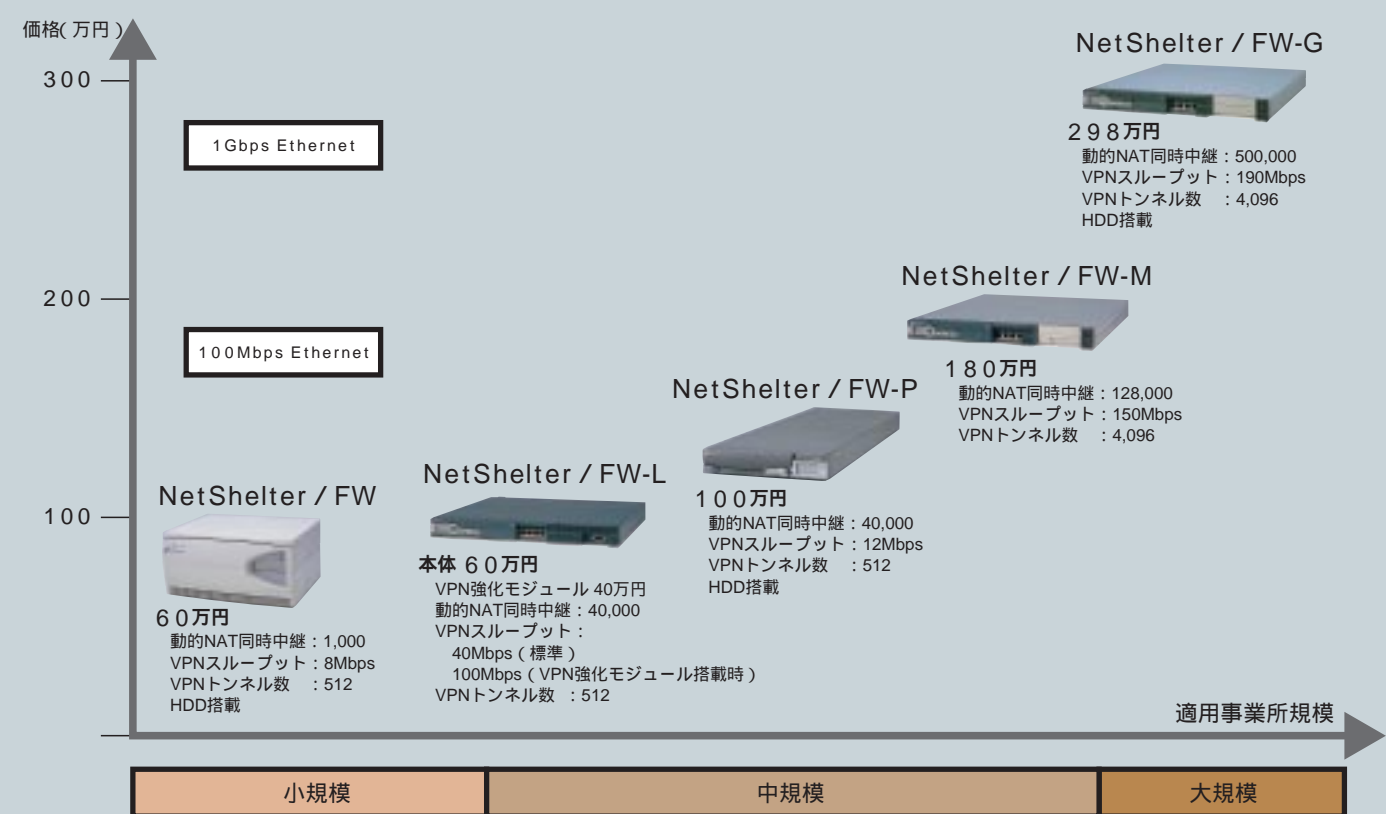 価格(万円)
300
200
100
1Gbps Ethernet
100Mbps Ethernet
NetShelter / FW
60万円
動的NAT同時中継:1,000
VPNスループット:8Mbps
VPNトンネル数 :512
HDD搭載
NetShelter / FW-L
本体 60万円
VPN強化モジュール 40万円
動的NAT同時中継:40,000
VPNスループット:
40Mbps(標準)
100Mbps(VPN強化モジュール搭載時)
VPNトンネル数 :512
NetShelter / FW-P
100万円
動的NAT同時中継:40,000
VPNスループット:12Mbps
VPNトンネル数 :512
HDD搭載
NetShelter / FW-M
180万円
動的NAT同時中継:128,000
VPNスループット:150Mbps
VPNトンネル数 :4,096
NetShelter / FW-G
298万円
動的NAT同時中継:500,000
VPNスループット:190Mbps
VPNトンネル数 :4,096
HDD搭載
適用事業所規模
小規模
中規模
大規模